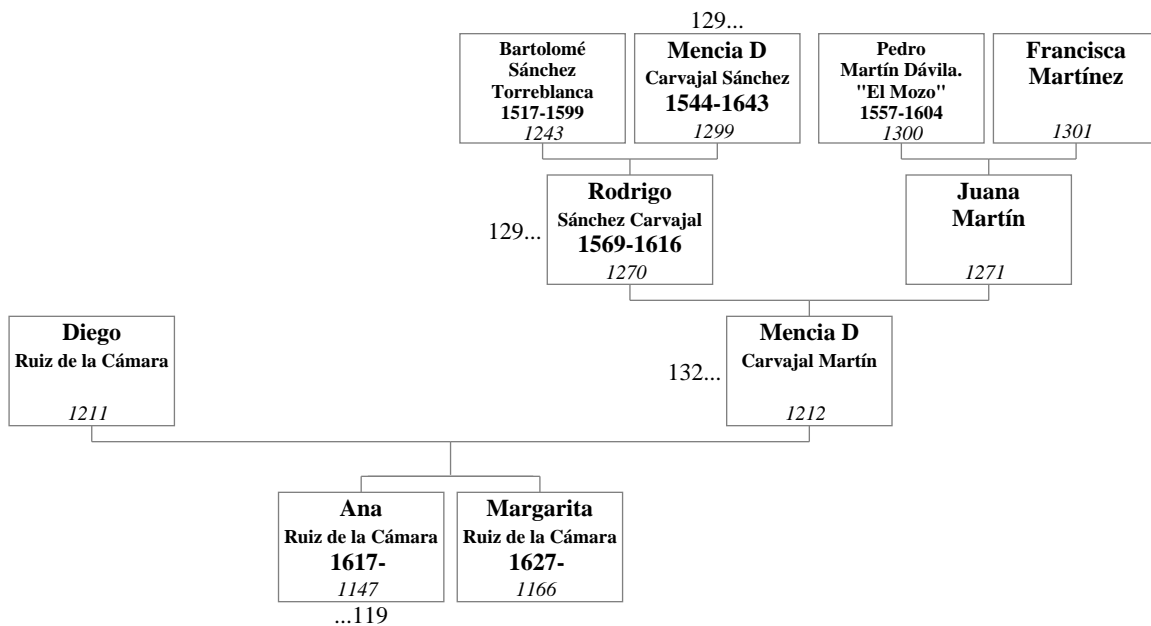 129...
Bartolomé
Sánchez
Torreblanca
1517-1599
1243
Mencia D
Carvajal Sánchez
1544-1643
1299
Pedro
Martín Dávila.
"El Mozo"
1557-1604
1300
Francisca
Martínez
1301
129...
Rodrigo
Sánchez Carvajal
1569-1616
1270
Juana
Martín
1271
Diego
Ruiz de la Cámara
1211
132...
Mencia D
Carvajal Martín
1212
Ana
Ruiz de la Cámara
1617-
1147
Margarita
Ruiz de la Cámara
1627-
1166
...119